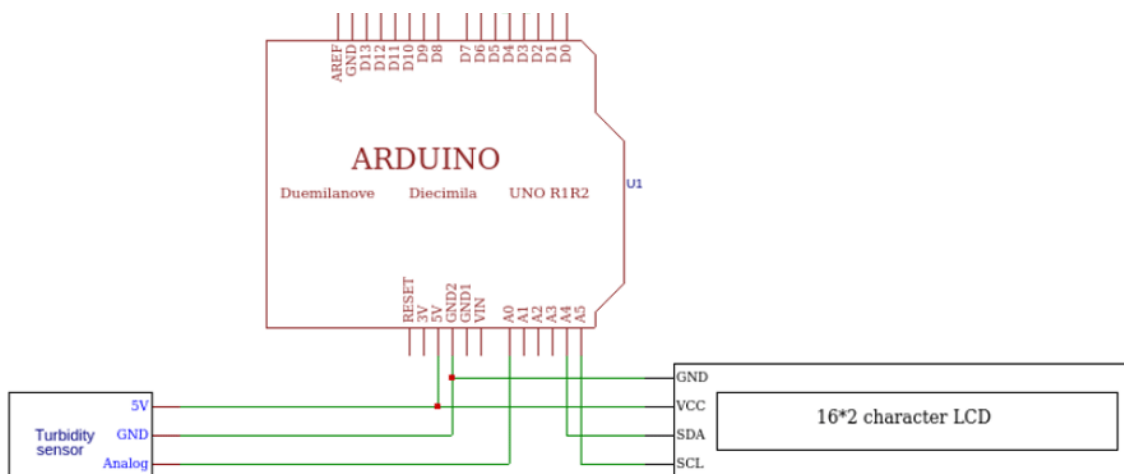 AREF
GND
D13
D12
D11
D10
D9
D8
D7
D6
D5
D4
D3
D2
D1
D0
ARDUINO
Duemilanove Diecimila UNO R1R2
U1
RESET
3V
5V
GND2
GND1
VIN
A0
A1
A2
A3
A4
A5
Turbidity
sensor
5V
GND
Analog
GND
VCC
SDA
SCL
16*2 character LCD